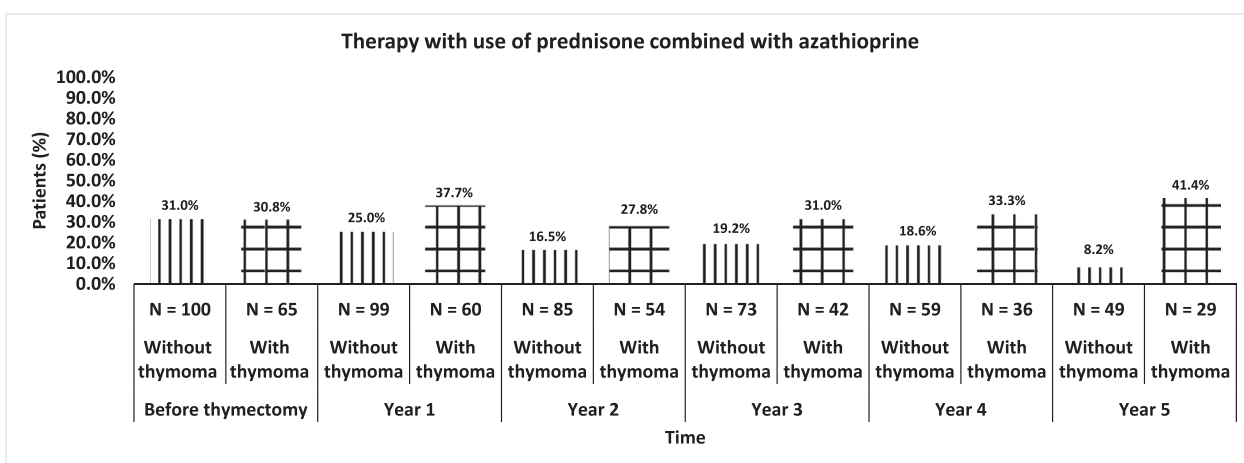 Therapy with use of prednisone combined with azathioprine
100.0%
90.0%
80.0%
70.0%
60.0%
50.0%
40.0%
30.0%
20.0%
10.0%
0.0%
Patients (%)
31.0% 30.8% 25.0% 37.7% 16.5% 27.8% 19.2% 31.0% 18.6% 33.3% 8.2% 41.4%
N = 100 N = 65 N = 99 N = 60 N = 85 N = 54 N = 73 N = 42 N = 59 N = 36 N = 49 N = 29
Without With Without With Without With Without With Without With Without With
thymoma thymoma thymoma thymoma thymoma thymoma thymoma thymoma thymoma thymoma thymoma thymoma
Before thymectomy Year 1 Year 2 Year 3 Year 4 Year 5
Time